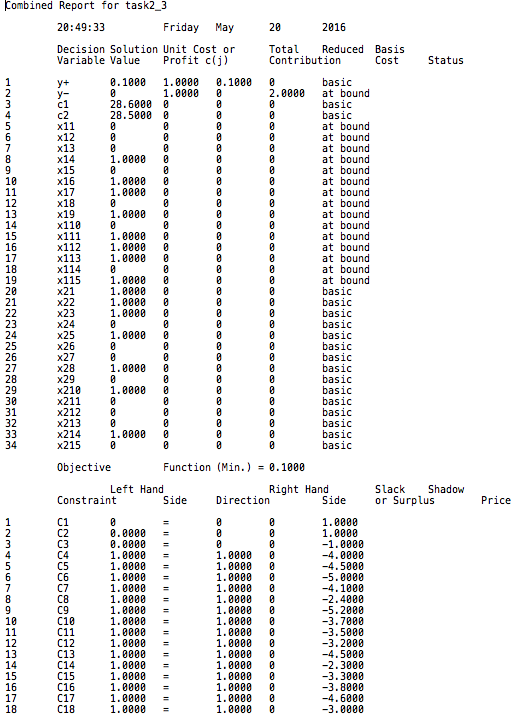 Combined Report for task2_3
20:49:33 Friday May 20 2016
Decision Solution Unit Cost or Total Reduced Basis
Variable Value Profit c(j) Contribution Cost Status
1 y+ 0.1000 1.0000 0.1000 0 basic
2 y- 0 1.0000 0 2.0000 at bound
3 c1 28.6000 0 0 0 basic
4 c2 28.5000 0 0 0 basic
5 x11 0 0 0 0 at bound
6 x12 0 0 0 0 at bound
7 x13 0 0 0 0 at bound
8 x14 1.0000 0 0 0 at bound
9 x15 0 0 0 0 at bound
10 x16 1.0000 0 0 0 at bound
11 x17 1.0000 0 0 0 at bound
12 x18 0 0 0 0 at bound
13 x19 1.0000 0 0 0 at bound
14 x110 0 0 0 0 at bound
15 x111 1.0000 0 0 0 at bound
16 x112 1.0000 0 0 0 at bound
17 x113 1.0000 0 0 0 at bound
18 x114 0 0 0 0 at bound
19 x115 1.0000 0 0 0 at bound
20 x21 1.0000 0 0 0 basic
21 x22 1.0000 0 0 0 basic
22 x23 1.0000 0 0 0 basic
23 x24 0 0 0 0 basic
24 x25 1.0000 0 0 0 basic
25 x26 0 0 0 0 basic
26 x27 0 0 0 0 basic
27 x28 1.0000 0 0 0 basic
28 x29 0 0 0 0 basic
29 x210 1.0000 0 0 0 basic
30 x211 0 0 0 0 basic
31 x212 0 0 0 0 basic
32 x213 0 0 0 0 basic
33 x214 1.0000 0 0 0 basic
34 x215 0 0 0 0 basic
Objective Function (Min.) = 0.1000
Left Hand Right Hand Slack Shadow
Constraint Side Direction Side or Surplus Price
1 C1 0 = 0 0 1.0000
2 C2 0.0000 = 0 0 1.0000
3 C3 0.0000 = 0 0 -1.0000
4 C4 1.0000 = 1.0000 0 -4.0000
5 C5 1.0000 = 1.0000 0 -4.5000
6 C6 1.0000 = 1.0000 0 -5.0000
7 C7 1.0000 = 1.0000 0 -4.1000
8 C8 1.0000 = 1.0000 0 -2.4000
9 C9 1.0000 = 1.0000 0 -5.2000
10 C10 1.0000 = 1.0000 0 -3.7000
11 C11 1.0000 = 1.0000 0 -3.5000
12 C12 1.0000 = 1.0000 0 -3.2000
13 C13 1.0000 = 1.0000 0 -4.5000
14 C14 1.0000 = 1.0000 0 -2.3000
15 C15 1.0000 = 1.0000 0 -3.3000
16 C16 1.0000 = 1.0000 0 -3.8000
17 C17 1.0000 = 1.0000 0 -4.6000
18 C18 1.0000 = 1.0000 0 -3.0000